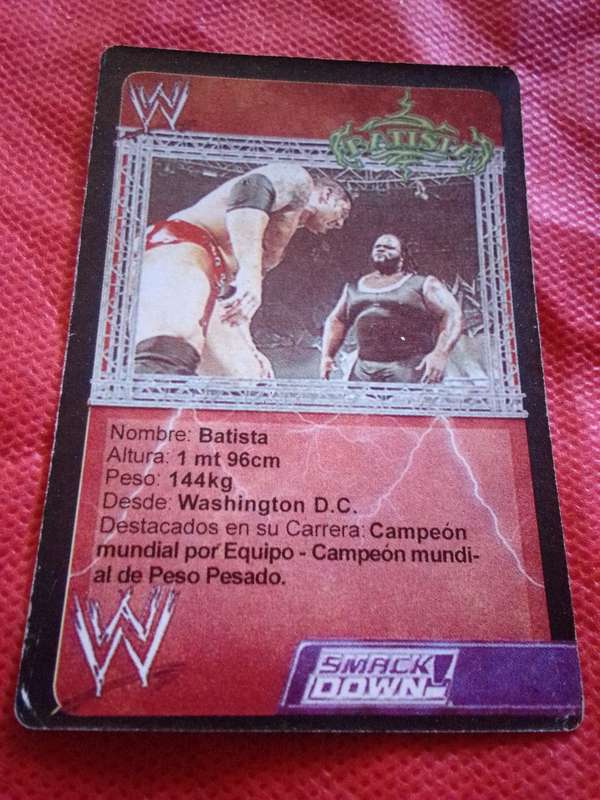 W
BATISTA
Nombre: Batista
Altura: 1 mt 96cm
Peso: 144kg
Desde: Washington D.C.
Destacados en su Carrera: Campeón
mundial por Equipo - Campeón mundi-
al de Peso Pesado.
W
SMACK
DOWN!